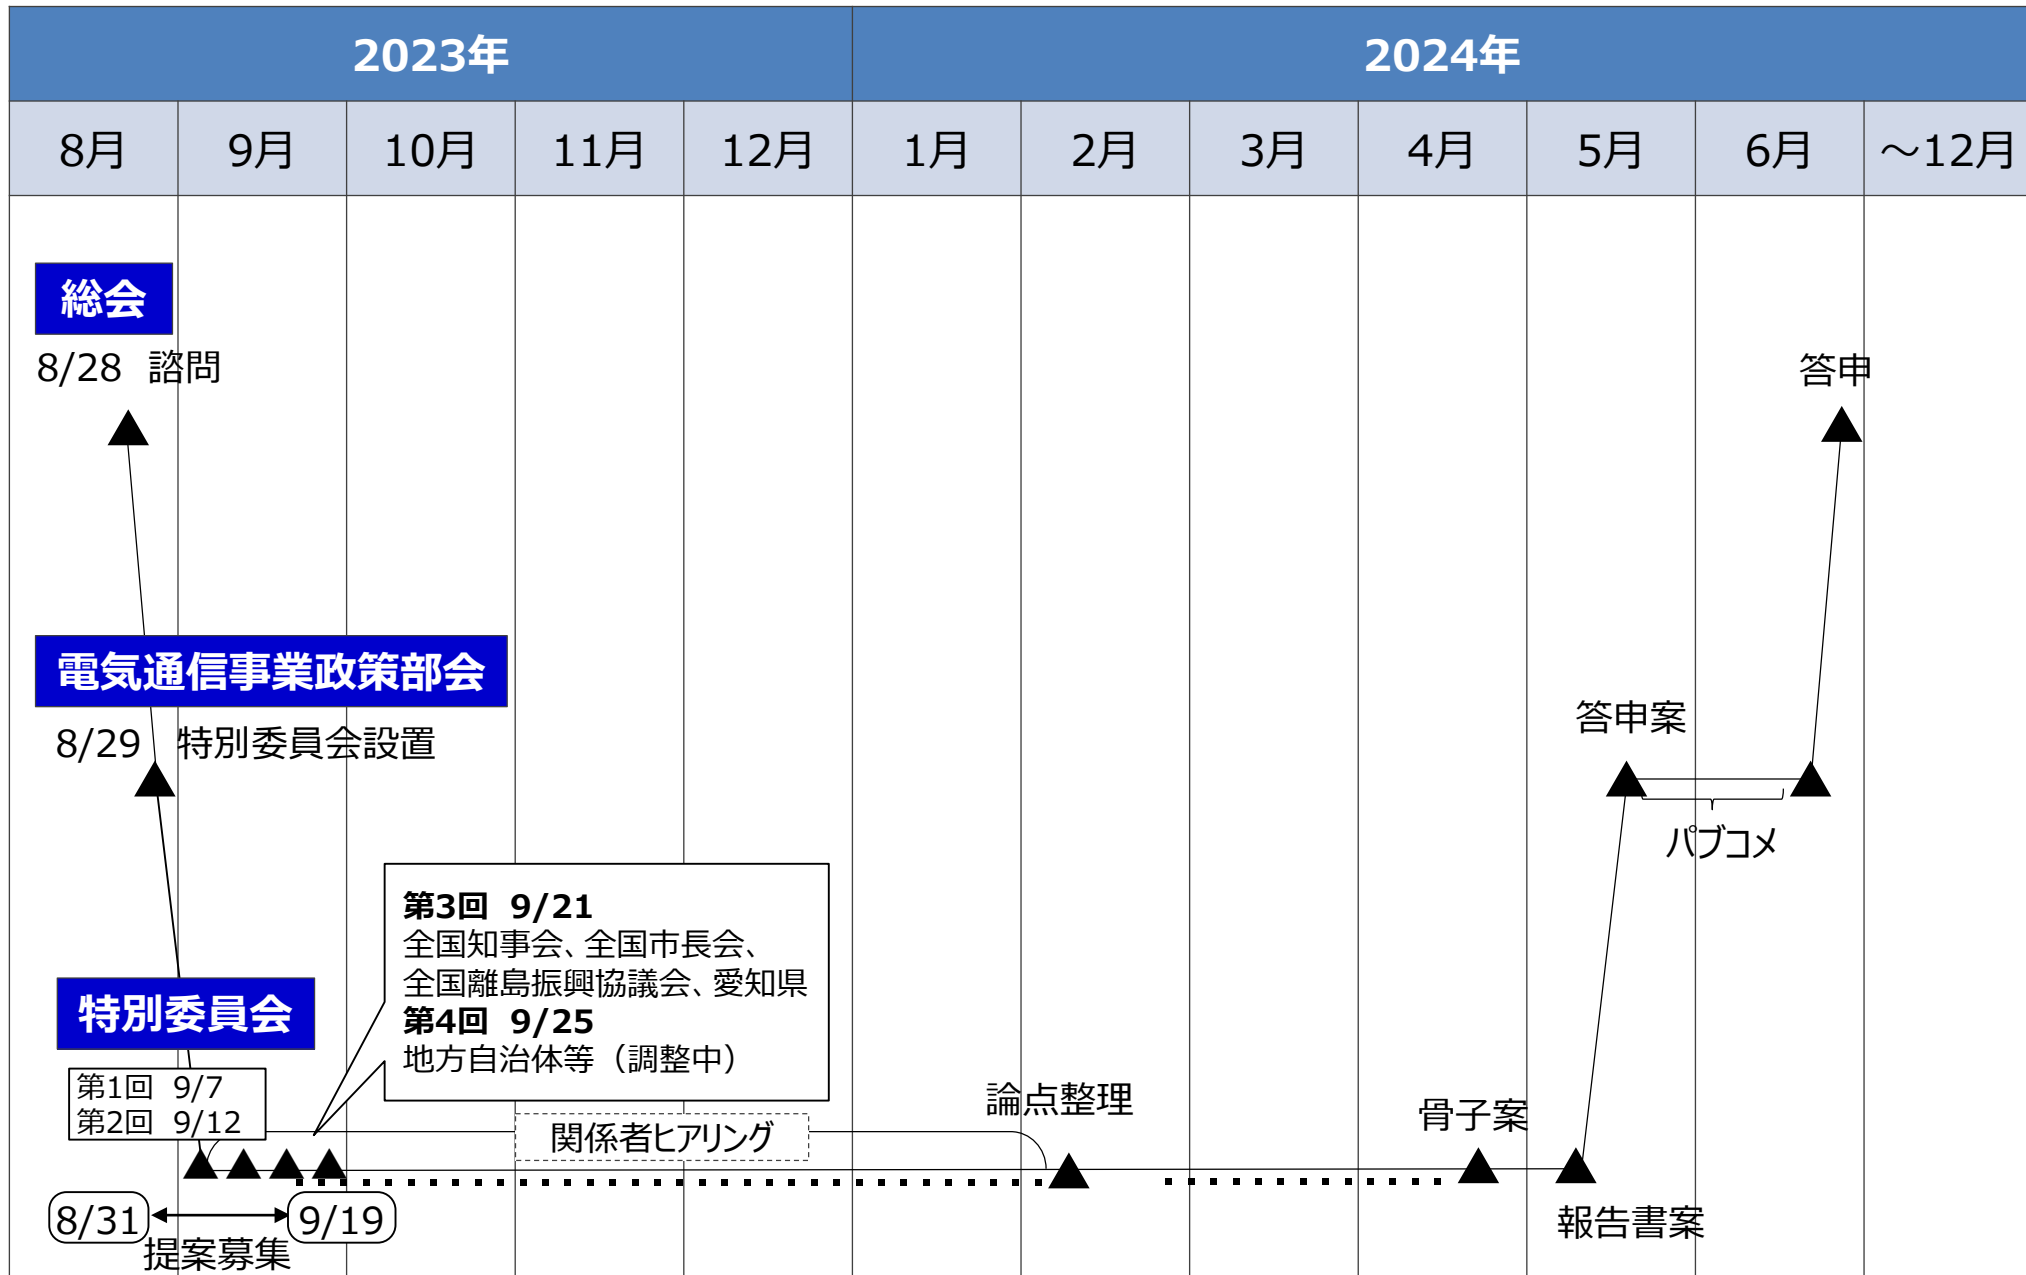 2023年
2024年
8月
9月
10月
11月
12月
1月
2月
3月
4月
5月
6月
～12月
総会
8/28 諮問
答申
電気通信事業政策部会
8/29 特別委員会設置
答申案
パブコメ
第3回 9/21
全国知事会、全国市長会、
全国離島振興協議会、愛知県
第4回 9/25
地方自治体等（調整中）
特別委員会
第1回 9/7
第2回 9/12
関係者ヒアリング
論点整理
骨子案
報告書案
8/31
9/19
提案募集